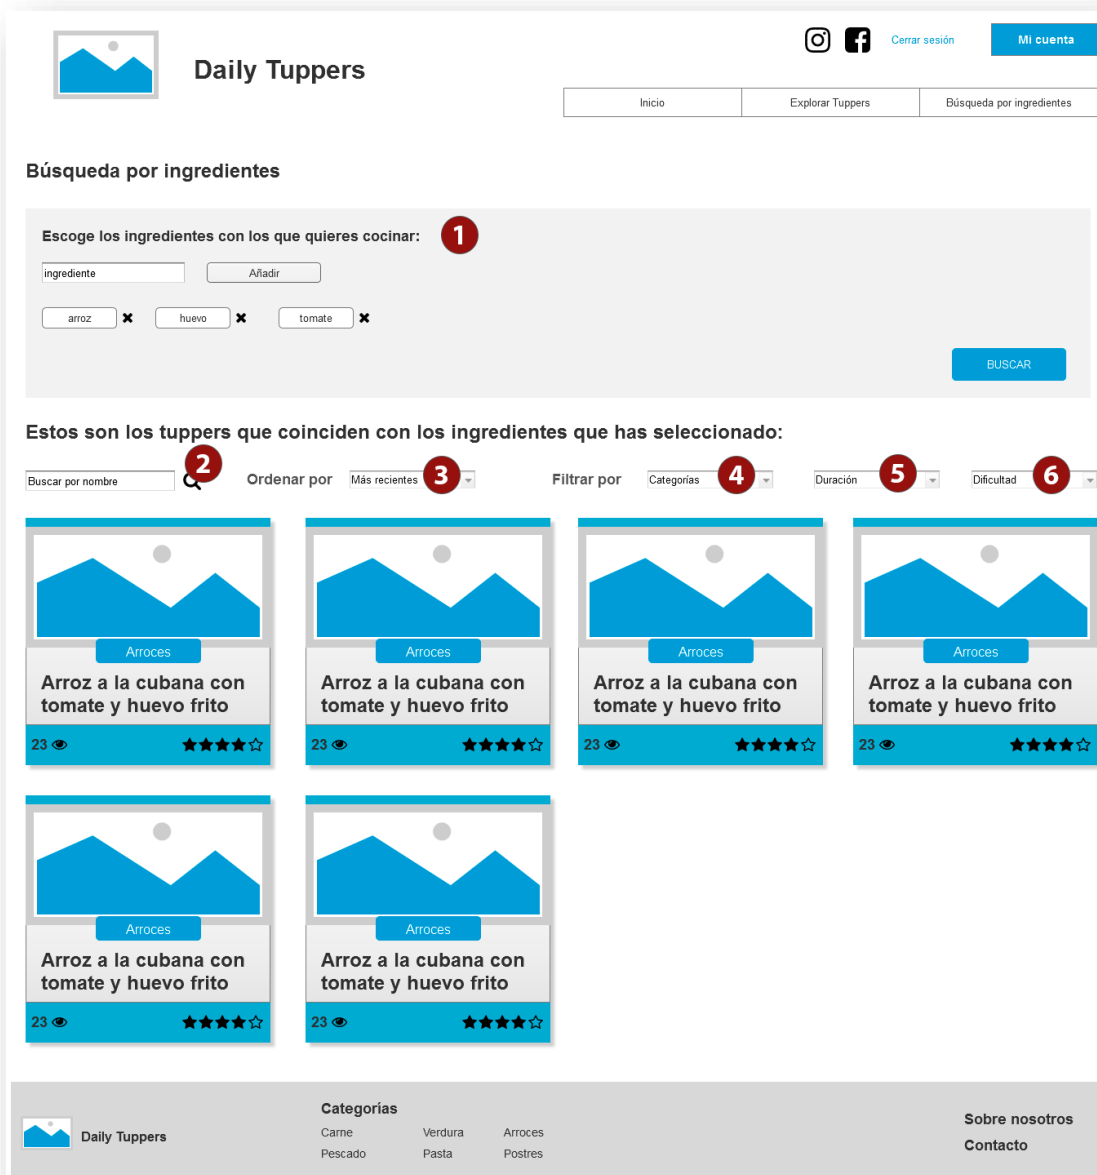 Daily Tuppers
Cerrar sesión
Mi cuenta
Inicio
Explorar Tuppers
Búsqueda por ingredientes
Búsqueda por ingredientes
Escoge los ingredientes con los que quieres cocinar:
1
ingrediente
Añadir
arroz
huevo
tomate
BUSCAR
Estos son los tuppers que coinciden con los ingredientes que has seleccionado:
Buscar por nombre
2
Ordenar por
Más recientes
3
Filtrar por
Categorías
4
Duración
5
Dificultad
6
Arroces
Arroz a la cubana con
tomate y huevo frito
23
Arroces
Arroz a la cubana con
tomate y huevo frito
23
Arroces
Arroz a la cubana con
tomate y huevo frito
23
Arroces
Arroz a la cubana con
tomate y huevo frito
23
Arroces
Arroz a la cubana con
tomate y huevo frito
23
Arroces
Arroz a la cubana con
tomate y huevo frito
23
Daily Tuppers
Categorías
Carne
Verdura
Arroces
Pescado
Pasta
Postres
Sobre nosotros
Contacto